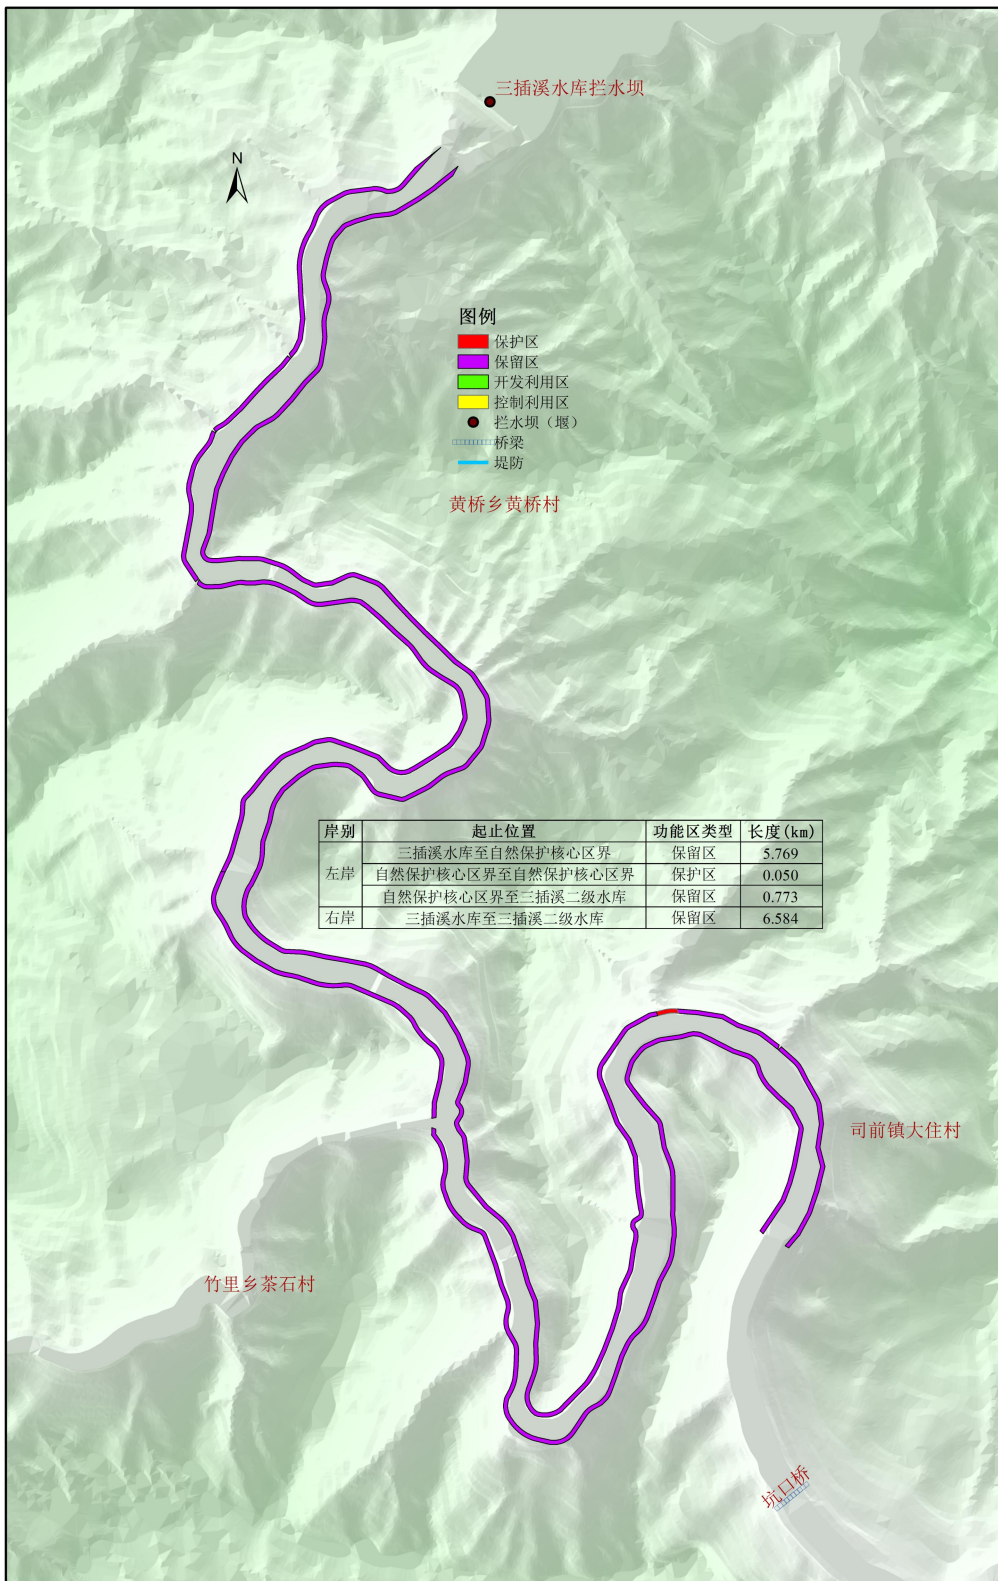 三插溪水库拦水坝
N
图例
保护区
保留区
开发利用区
控制利用区
拦水坝（堰）
桥梁
堤防
黄桥乡黄桥村
岸别 起止位置 功能区类型 长度(km)
左岸 三插溪水库至自然保护核心区界 保留区 5.769
自然保护核心区界至自然保护核心区界 保护区 0.050
自然保护核心区界至三插溪二级水库 保留区 0.773
右岸 三插溪水库至三插溪二级水库 保留区 6.584
司前镇大住村
竹里乡茶石村
坑口桥